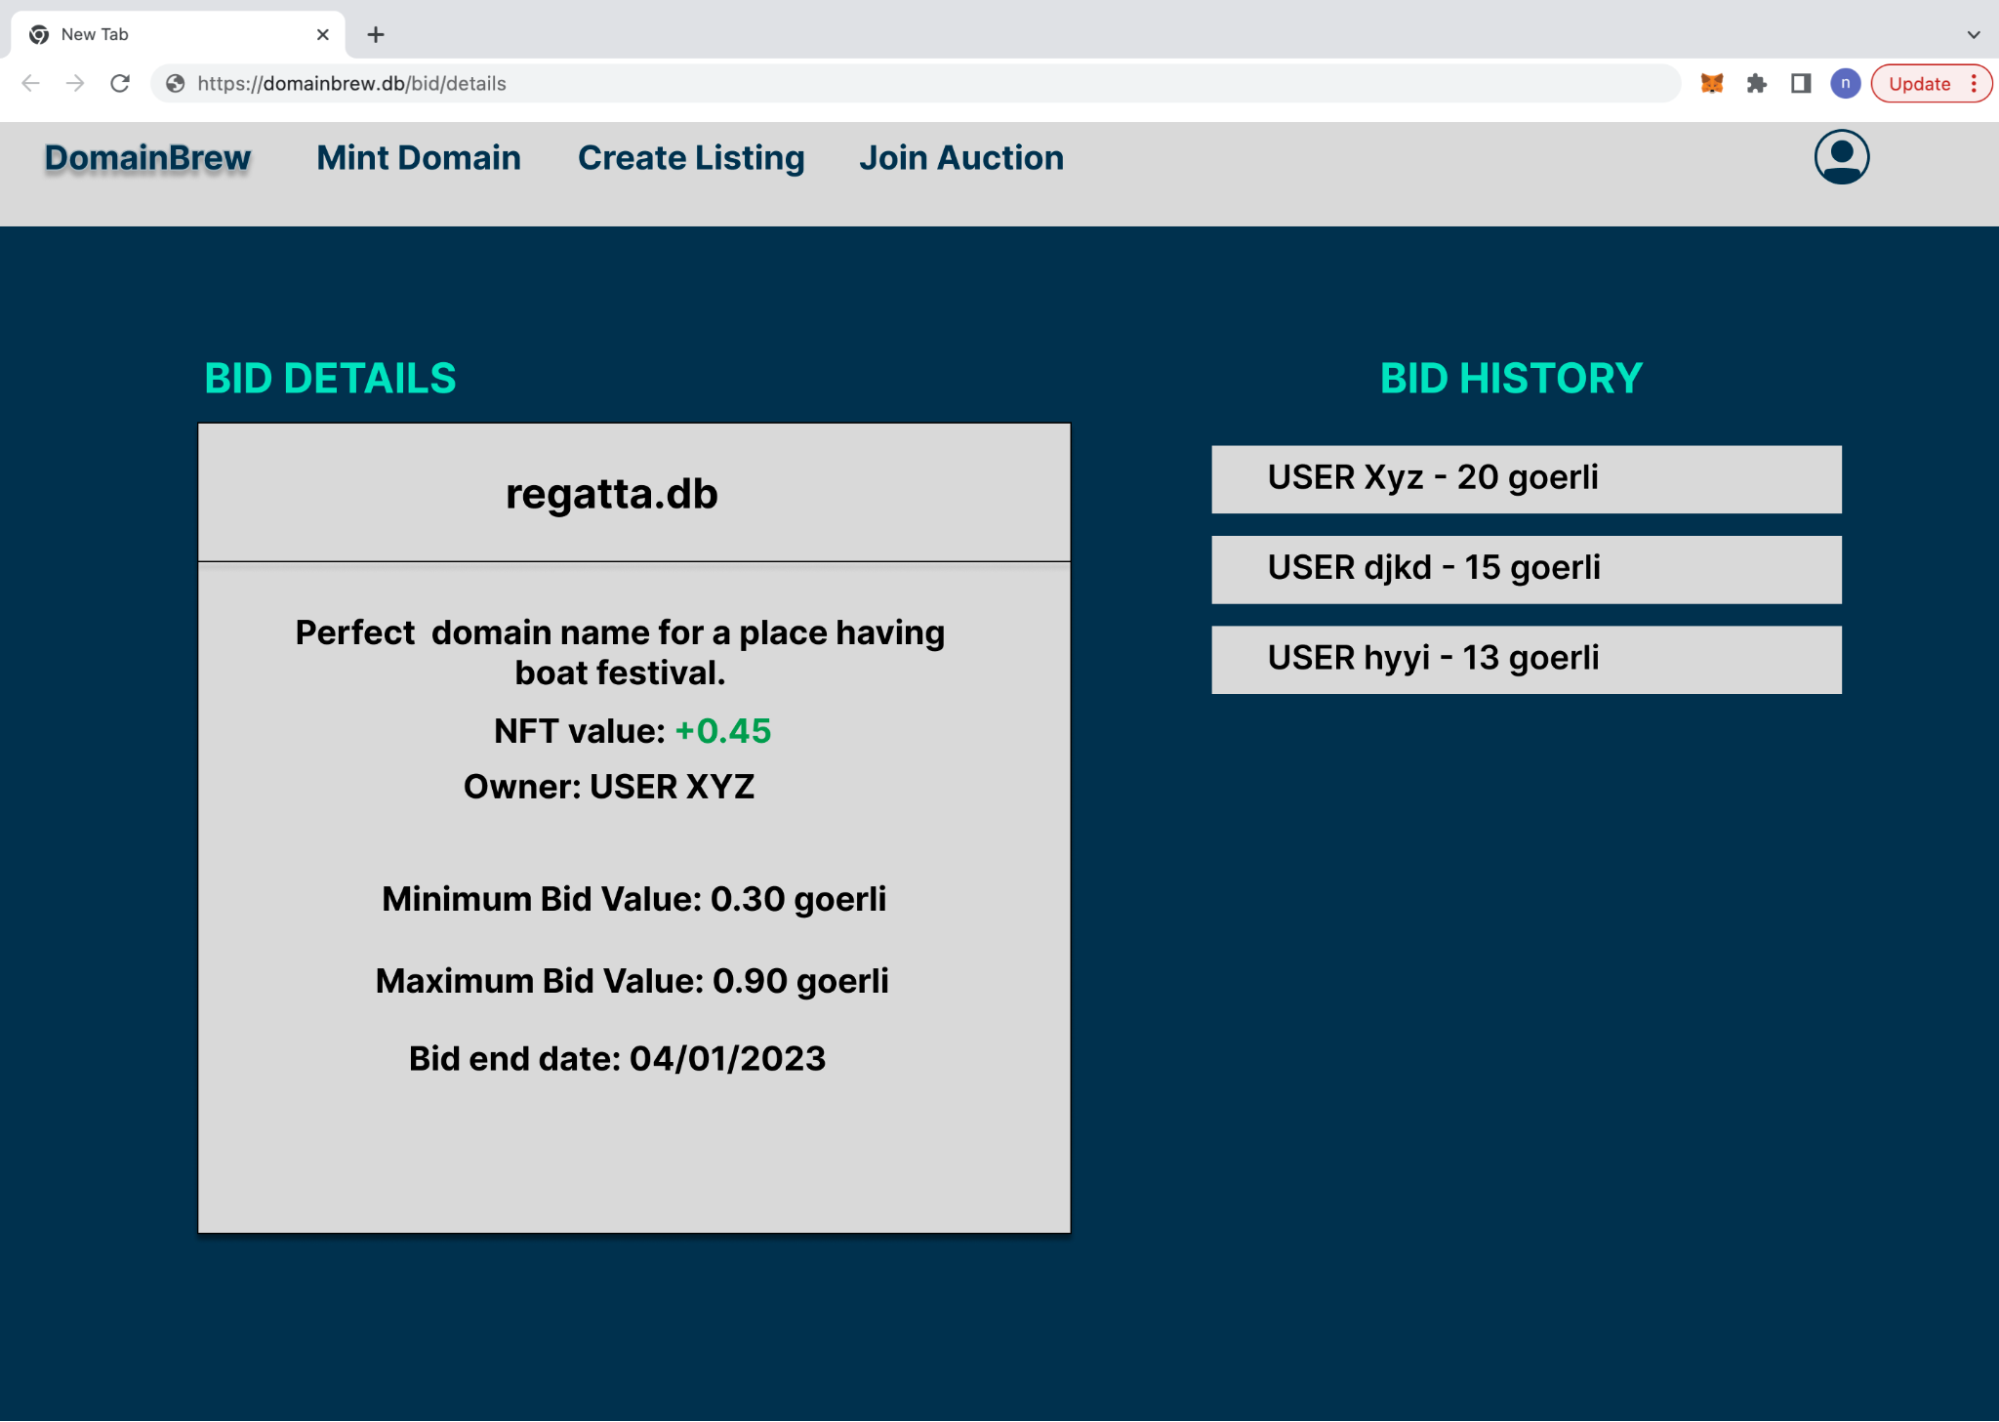 New Tab
https://domainbrew.db/bid/details
n
Update
DomainBrew
Mint Domain
Create Listing
Join Auction
BID DETAILS
regatta.db
Perfect  domain name for a place having
boat festival.
NFT value: +0.45
Owner: USER XYZ
Minimum Bid Value: 0.30 goerli
Maximum Bid Value: 0.90 goerli
Bid end date: 04/01/2023
BID HISTORY
USER Xyz - 20 goerli
USER djkd - 15 goerli
USER hyyi - 13 goerli